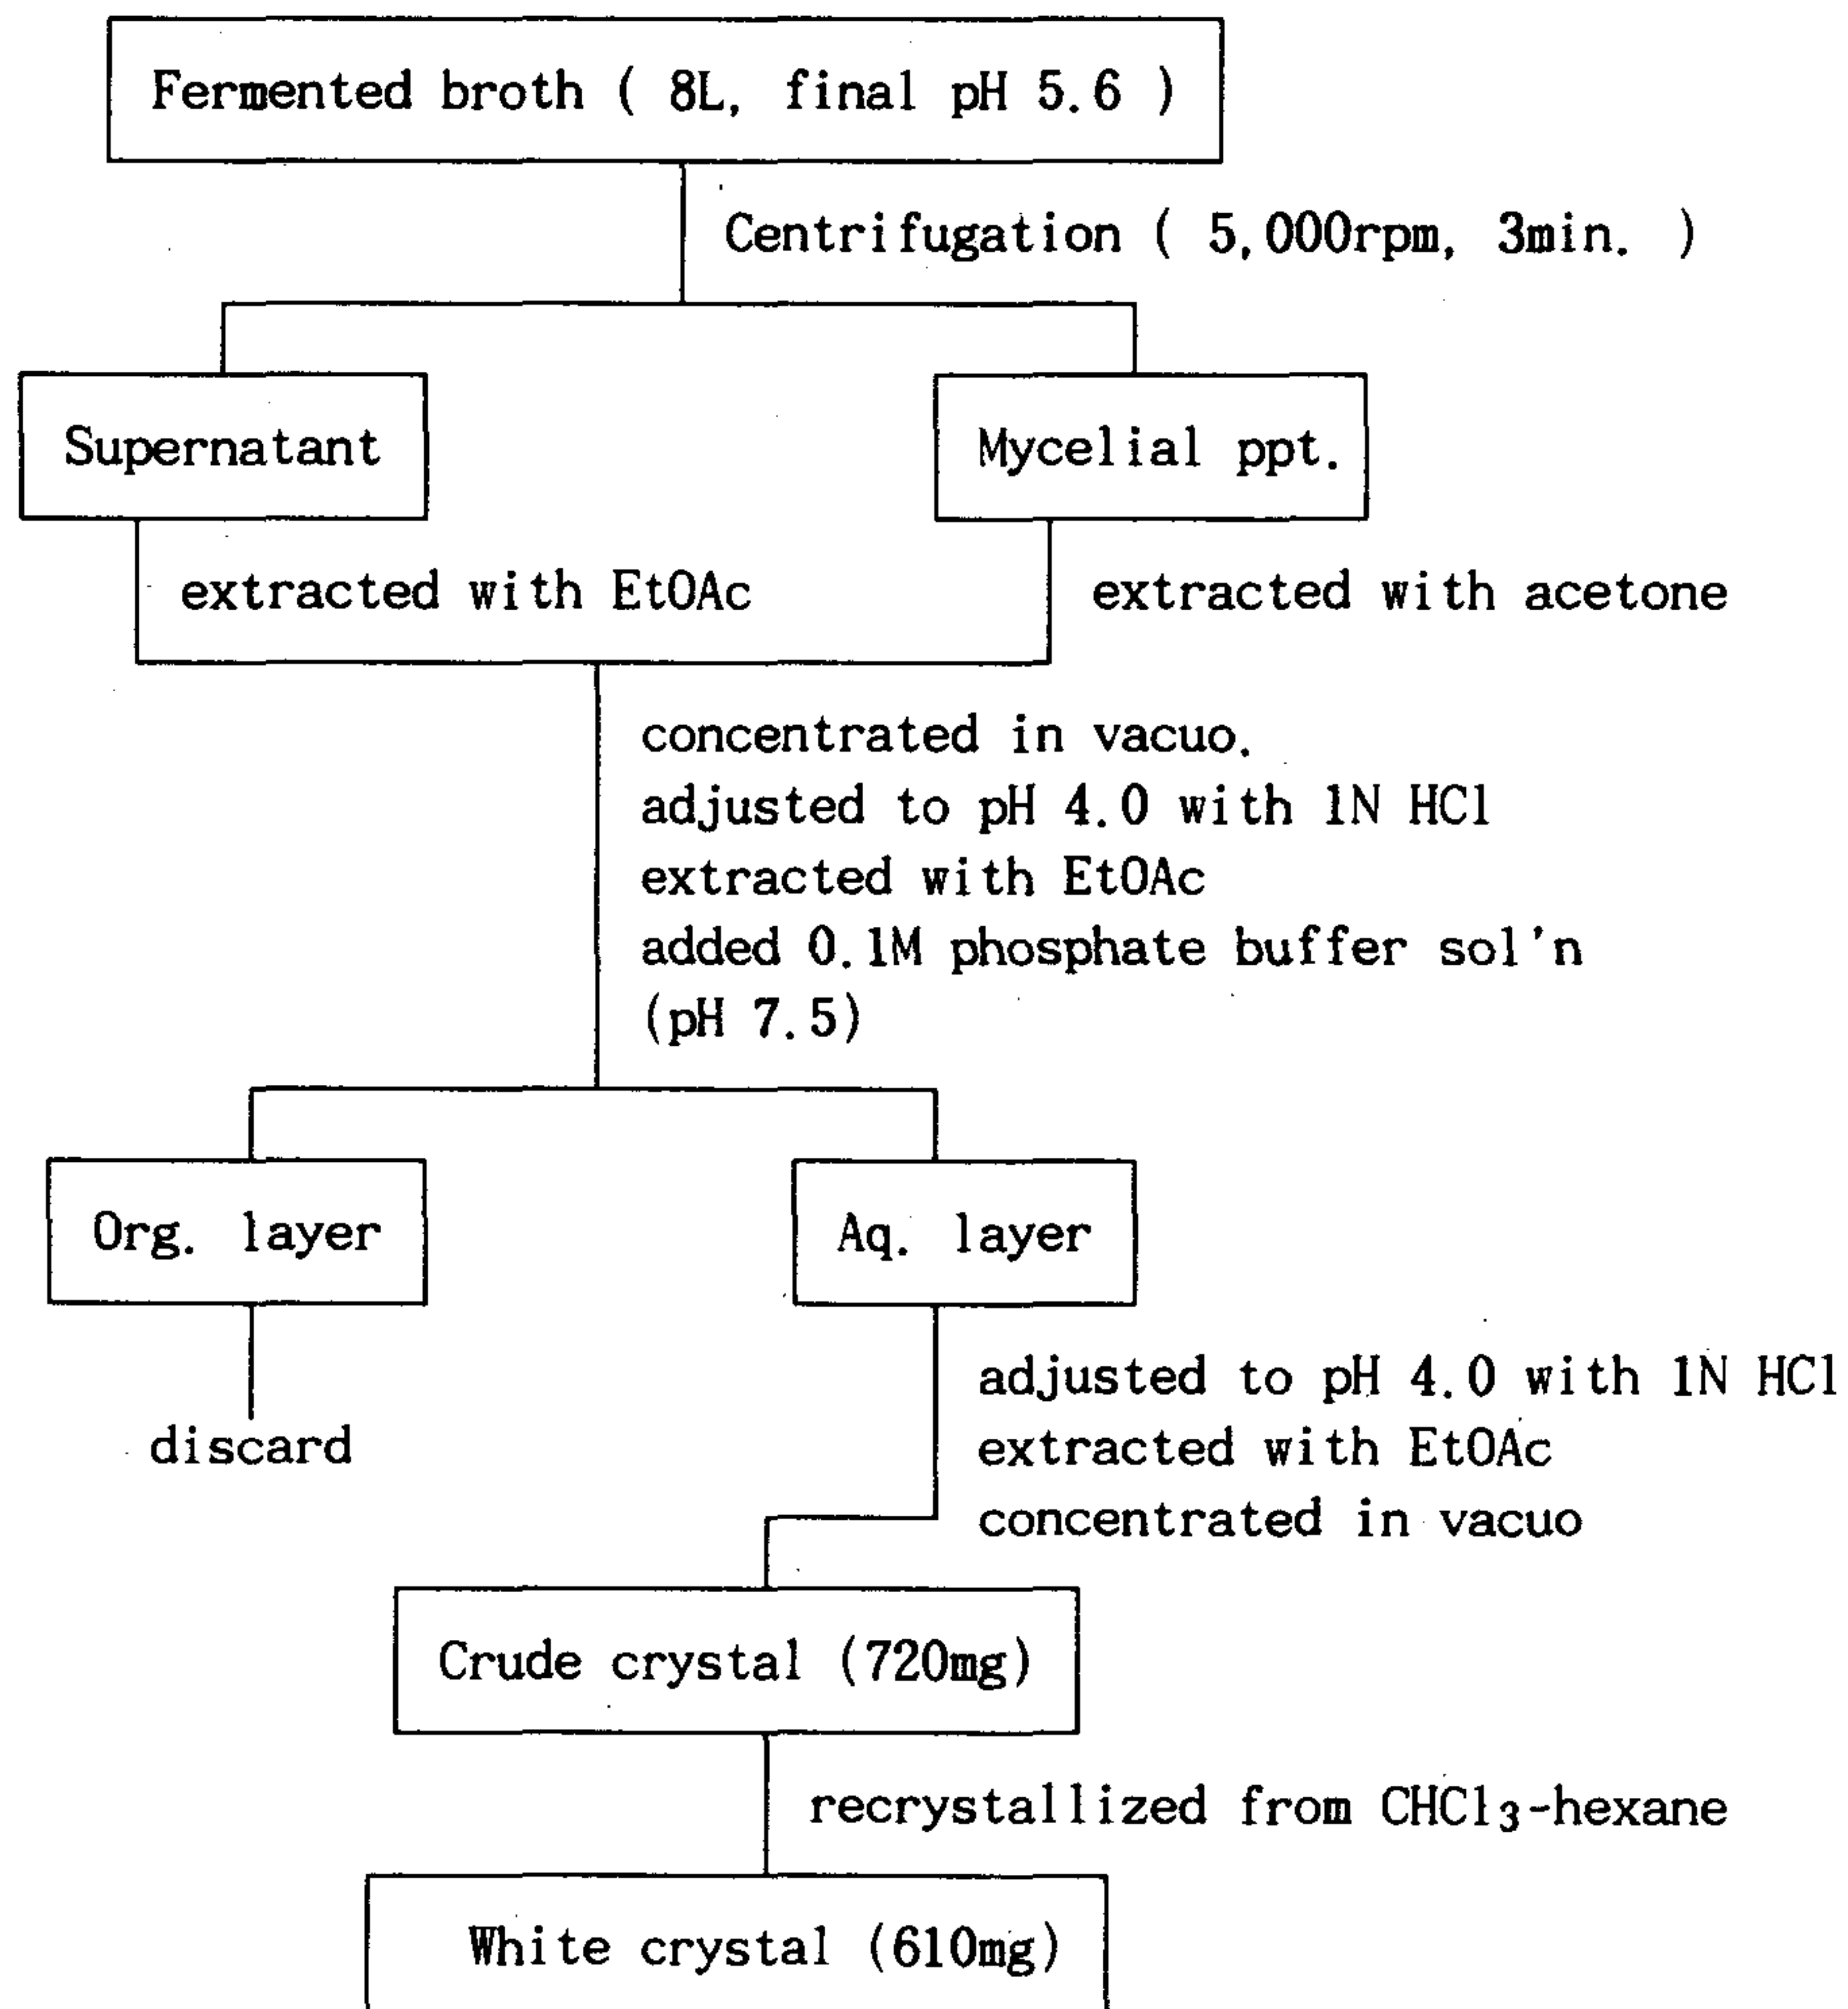 Fermented broth ( 8L, final pH 5.6 )
Centrifugation ( 5,000rpm, 3min. )
Supernatant
Mycelial ppt.
extracted with EtOAc
extracted with acetone
concentrated in vacuo.
adjusted to pH 4.0 with 1N HCl
extracted with EtOAc
added 0.1M phosphate buffer sol'n
(pH 7.5)
Org. layer
Aq. layer
discard
adjusted to pH 4.0 with 1N HCl
extracted with EtOAc
concentrated in vacuo
Crude crystal (720mg)
recrystallized from CHCl₃-hexane
White crystal (610mg)